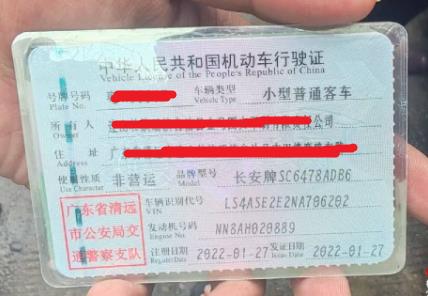 中华人民共和国机动车行驶证
Vehicle License of the People's Republic of China
号牌号码
Plate No.
车辆类型
Vehicle Type
小型普通客车
所有人
Owner
公司
住址
Address
使用性质
Use Character
非营运
品牌型号
Model
长安牌SC6478ADB6
广东省清远
市公安局交
通警察支队
车辆识别代号
VIN
LS4ASE2E2NA706202
发动机号码
Engine No.
NN8AH020889
注册日期
Register Date
2022-01-27
发证日期
Issue Date
2022-01-27